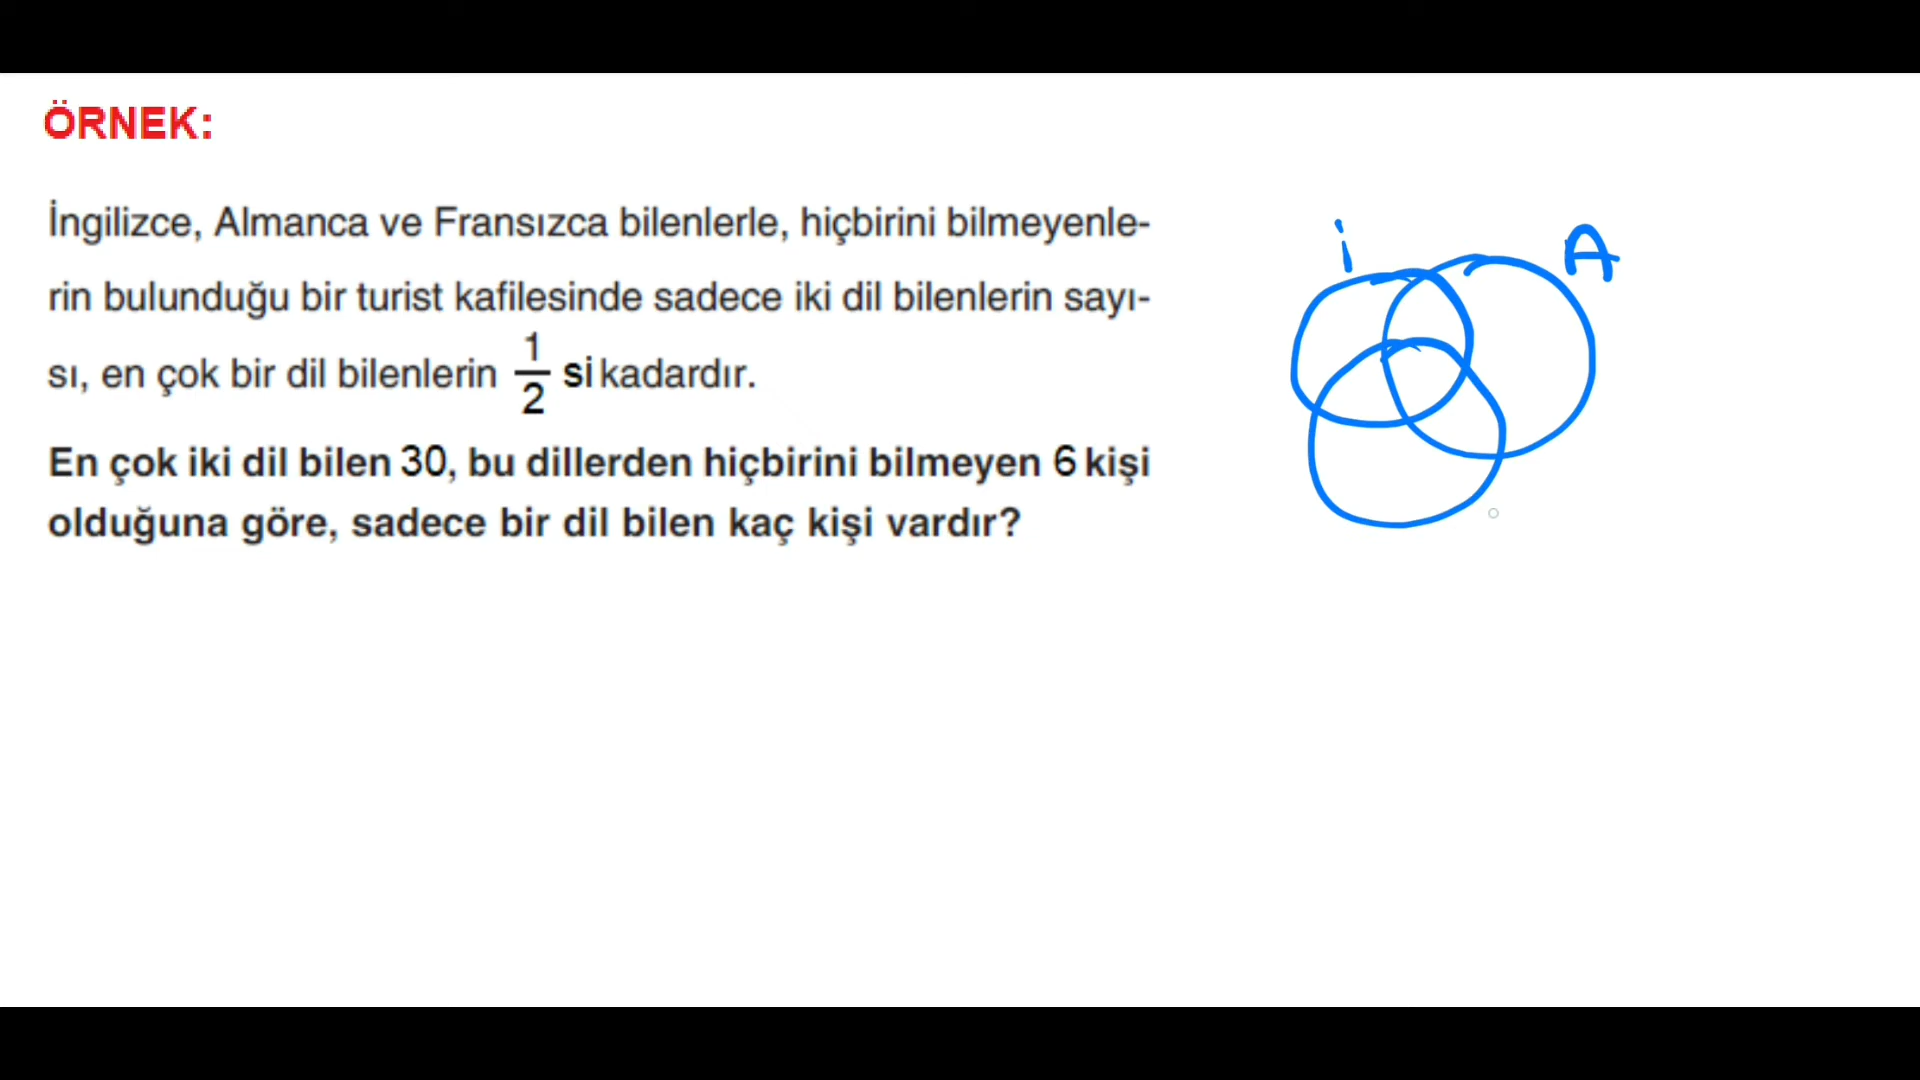 ÖRNEK:
İngilizce, Almanca ve Fransızca bilenlerle, hiçbirini bilmeyenle-
rin bulunduğu bir turist kafilesinde sadece iki dil bilenlerin sayı-
sı, en çok bir dil bilenlerin 1/2 si kadardır.
En çok iki dil bilen 30, bu dillerden hiçbirini bilmeyen 6 kişi
olduğuna göre, sadece bir dil bilen kaç kişi vardır?
İ
A